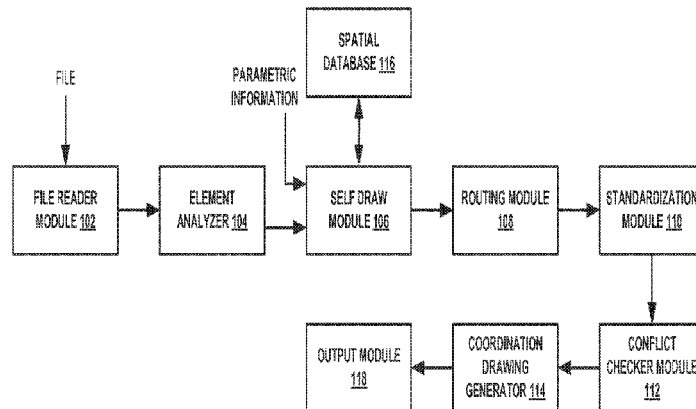 SPATIAL
DATABASE 116
PARAMETRIC
INFORMATION
FILE
FILE READER
MODULE 102
ELEMENT
ANALYZER 104
SELF DRAW
MODULE 106
ROUTING MODULE
108
STANDARDIZATION
MODULE 110
OUTPUT MODULE
118
COORDINATION
DRAWING
GENERATOR 114
CONFLICT
CHECKER MODULE
112